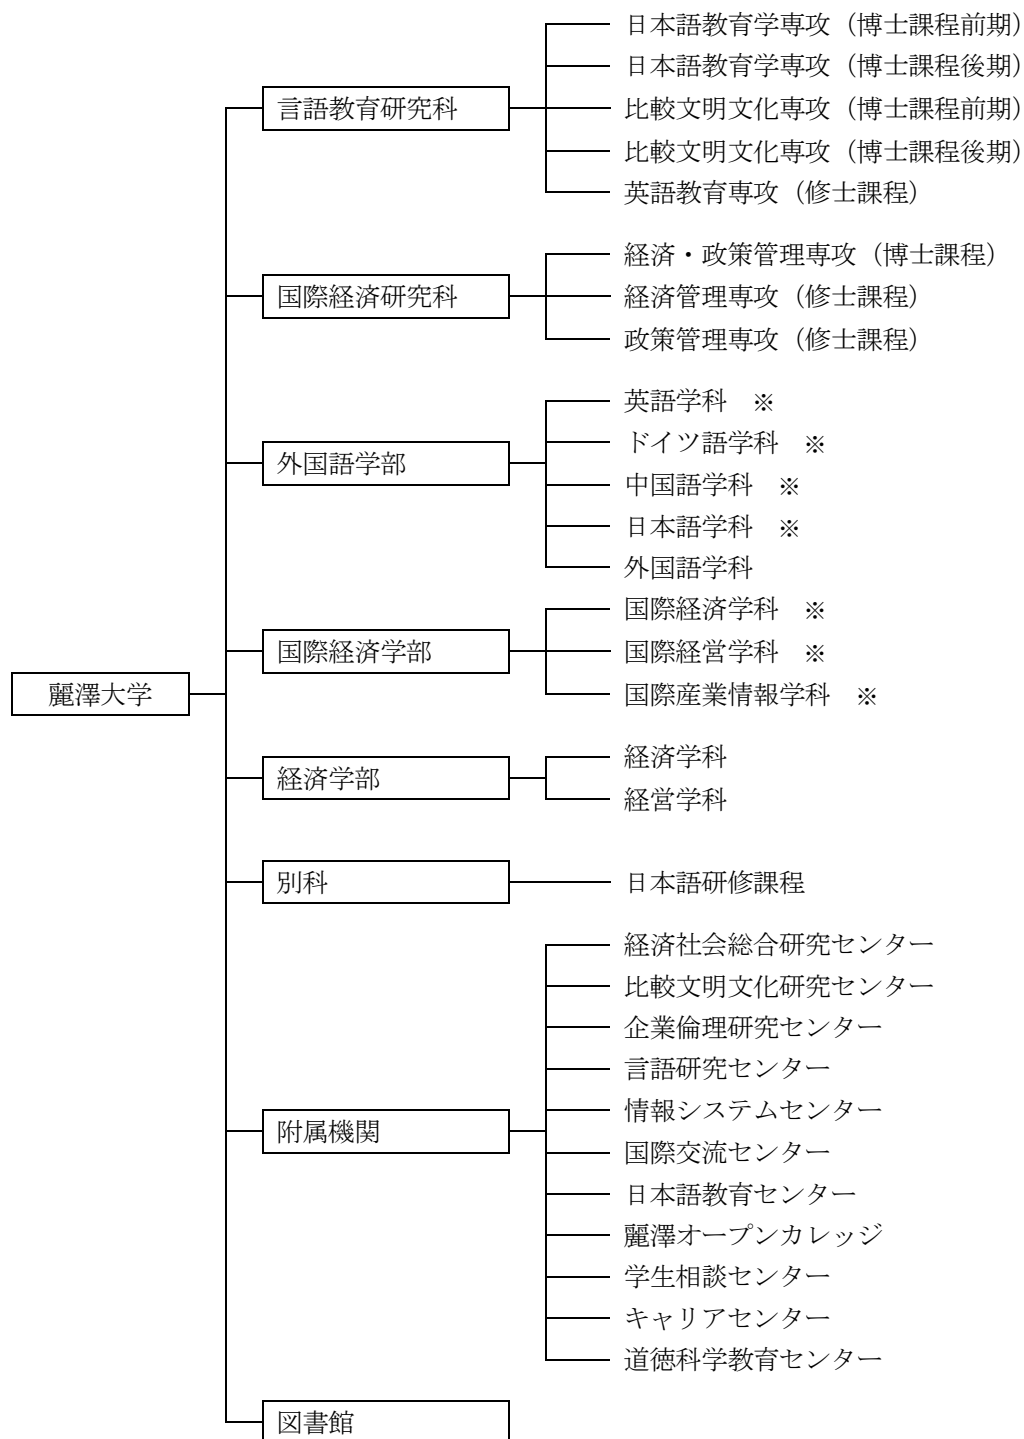 麗澤大学
言語教育研究科
日本語教育学専攻（博士課程前期）
日本語教育学専攻（博士課程後期）
比較文明文化専攻（博士課程前期）
比較文明文化専攻（博士課程後期）
英語教育専攻（修士課程）
国際経済研究科
経済・政策管理専攻（博士課程）
経済管理専攻（修士課程）
政策管理専攻（修士課程）
外国語学部
英語学科　※
ドイツ語学科　※
中国語学科　※
日本語学科　※
外国語学科
国際経済学部
国際経済学科　※
国際経営学科　※
国際産業情報学科　※
経済学部
経済学科
経営学科
別科
日本語研修課程
附属機関
経済社会総合研究センター
比較文明文化研究センター
企業倫理研究センター
言語研究センター
情報システムセンター
国際交流センター
日本語教育センター
麗澤オープンカレッジ
学生相談センター
キャリアセンター
道徳科学教育センター
図書館